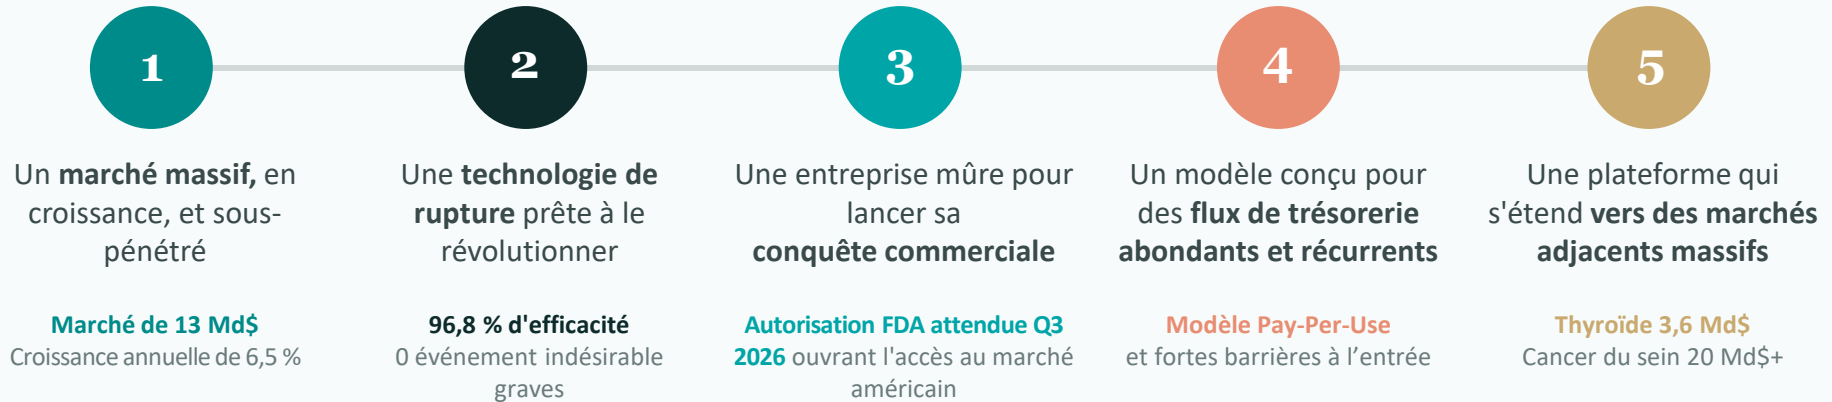 1
Un marché massif, en
croissance, et sous-
pénétré
Marché de 13 Md$
Croissance annuelle de 6,5 %
2
Une technologie de
rupture prête à le
révolutionner
96,8 % d'efficacité
0 événement indésirable
graves
3
Une entreprise mûre pour
lancer sa
conquête commerciale
Autorisation FDA attendue Q3
2026 ouvrant l'accès au marché
américain
4
Un modèle conçu pour
des flux de trésorerie
abondants et récurrents
Modèle Pay-Per-Use
et fortes barrières à l’entrée
5
Une plateforme qui
s'étend vers des marchés
adjacents massifs
Thyroïde 3,6 Md$
Cancer du sein 20 Md$+